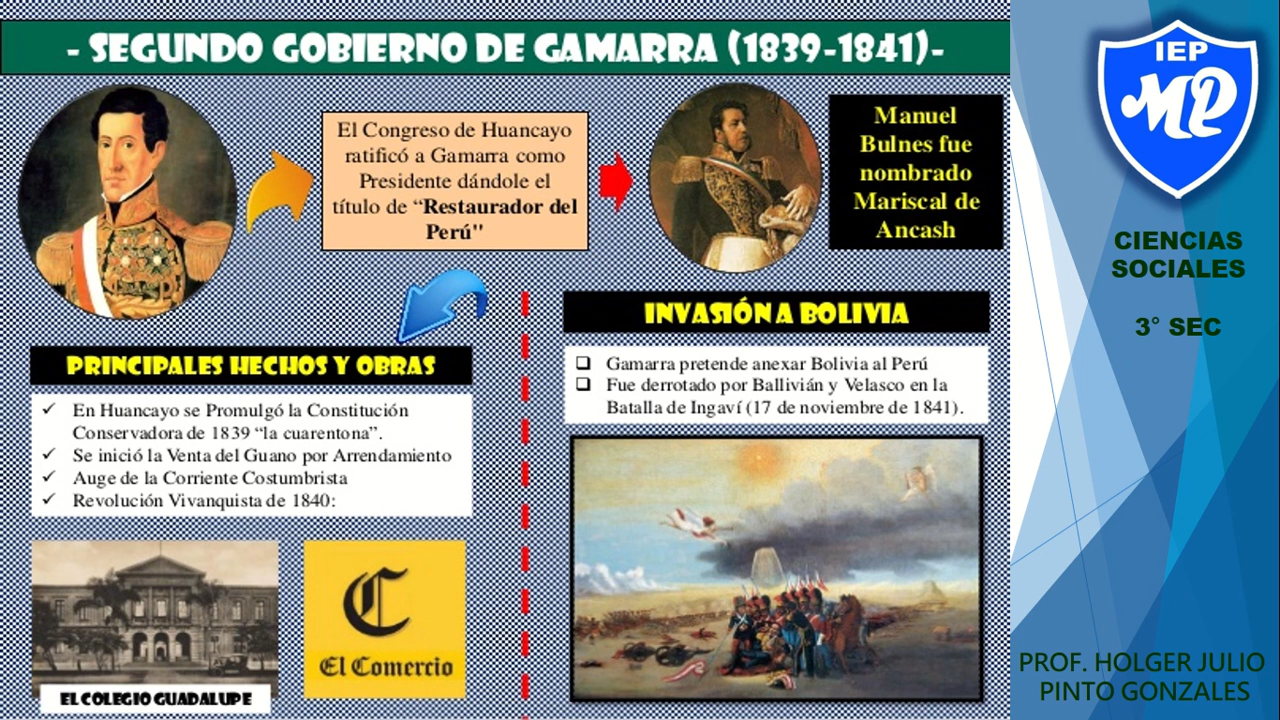 - SEGUNDO GOBIERNO DE GAMARRA (1839-1841)-
El Congreso de Huancayo
ratificó a Gamarra como
Presidente dándole el
título de “Restaurador del
Perú"
Manuel
Bulnes fue
nombrado
Mariscal de
Ancash
PRINCIPALES HECHOS Y OBRAS
✓ En Huancayo se Promulgó la Constitución
Conservadora de 1839 “la cuarentona”.
✓ Se inició la Venta del Guano por Arrendamiento
✓ Auge de la Corriente Costumbrista
✓ Revolución Vivanquista de 1840:
EL COLEGIO GUADALUPE
C
El Comercio
INVASIÓN A BOLIVIA
❑ Gamarra pretende anexar Bolivia al Perú
❑ Fue derrotado por Ballivián y Velasco en la
Batalla de Ingaví (17 de noviembre de 1841).
IEP
MP
CIENCIAS
SOCIALES
3° SEC
PROF. HOLGER JULIO
PINTO GONZALES